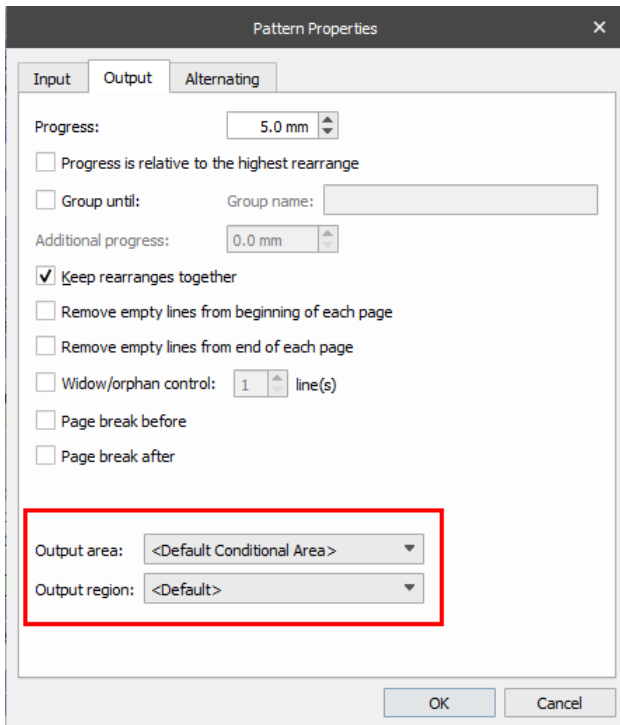 Pattern Properties
Input Output Alternating
Progress: 5.0 mm
Progress is relative to the highest rearrange
Group until: Group name:
Additional progress: 0.0 mm
Keep rearranges together
Remove empty lines from beginning of each page
Remove empty lines from end of each page
Widow/orphan control: 1 line(s)
Page break before
Page break after
Output area: <Default Conditional Area>
Output region: <Default>
OK Cancel